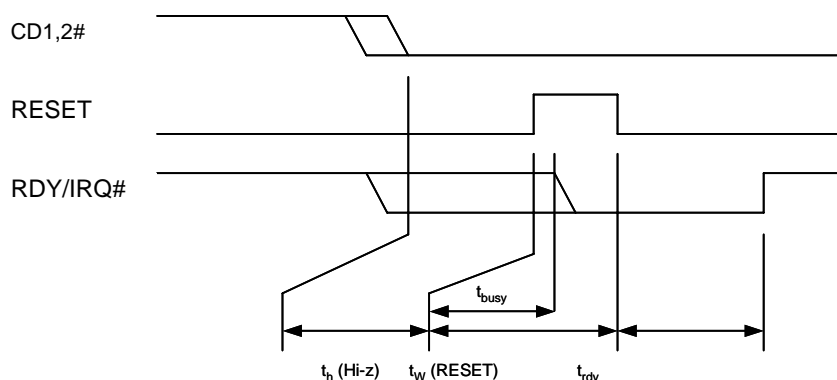 CD1,2#
RESET
RDY/IRQ#
tbusy
th (Hi-z) tW (RESET) trdy